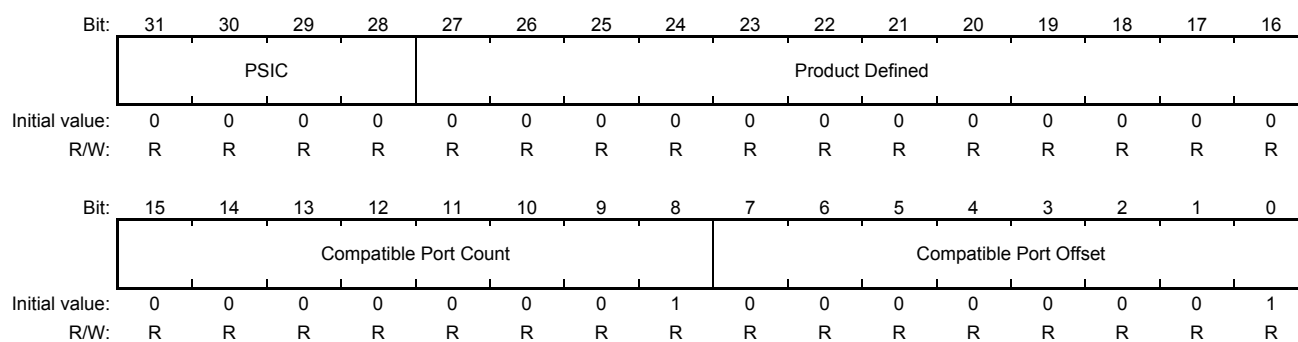 Bit: 31 30 29 28 27 26 25 24 23 22 21 20 19 18 17 16
PSIC Product Defined
Initial value: 0 0 0 0 0 0 0 0 0 0 0 0 0 0 0 0
R/W: R R R R R R R R R R R R R R R R
Bit: 15 14 13 12 11 10 9 8 7 6 5 4 3 2 1 0
Compatible Port Count Compatible Port Offset
Initial value: 0 0 0 0 0 0 0 1 0 0 0 0 0 0 0 1
R/W: R R R R R R R R R R R R R R R R